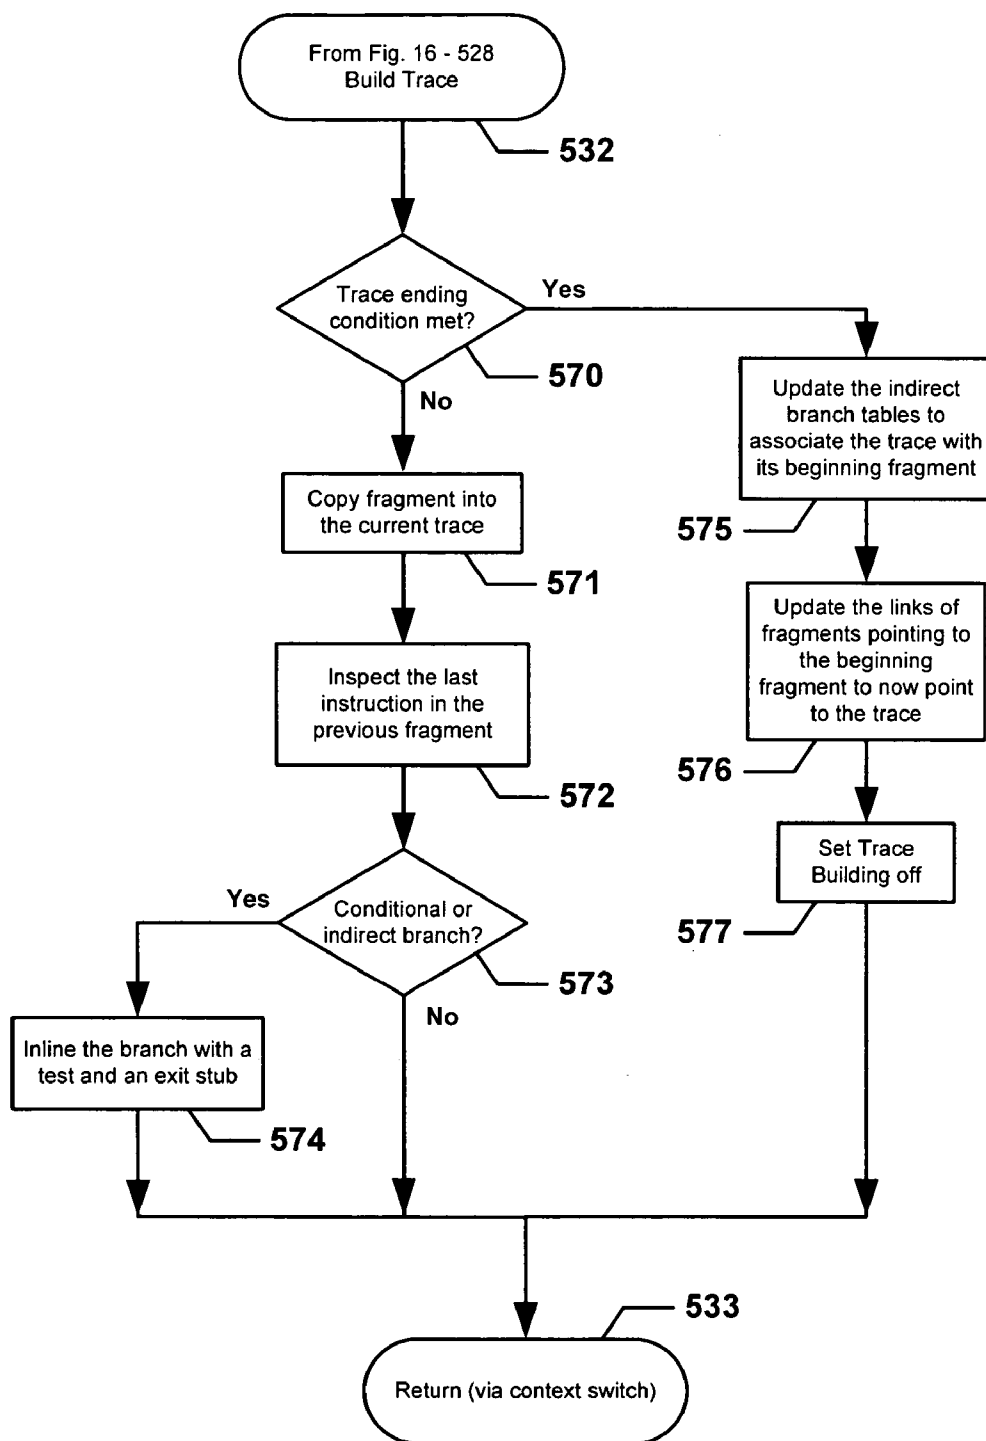 From Fig. 16 - 528
Build Trace
532
Trace ending
condition met?
Yes
570
No
Update the indirect
branch tables to
associate the trace with
its beginning fragment
575
Copy fragment into
the current trace
571
Update the links of
fragments pointing to
the beginning
fragment to now point
to the trace
576
Inspect the last
instruction in the
previous fragment
572
Set Trace
Building off
577
Conditional or
indirect branch?
Yes
573
No
Inline the branch with a
test and an exit stub
574
533
Return (via context switch)